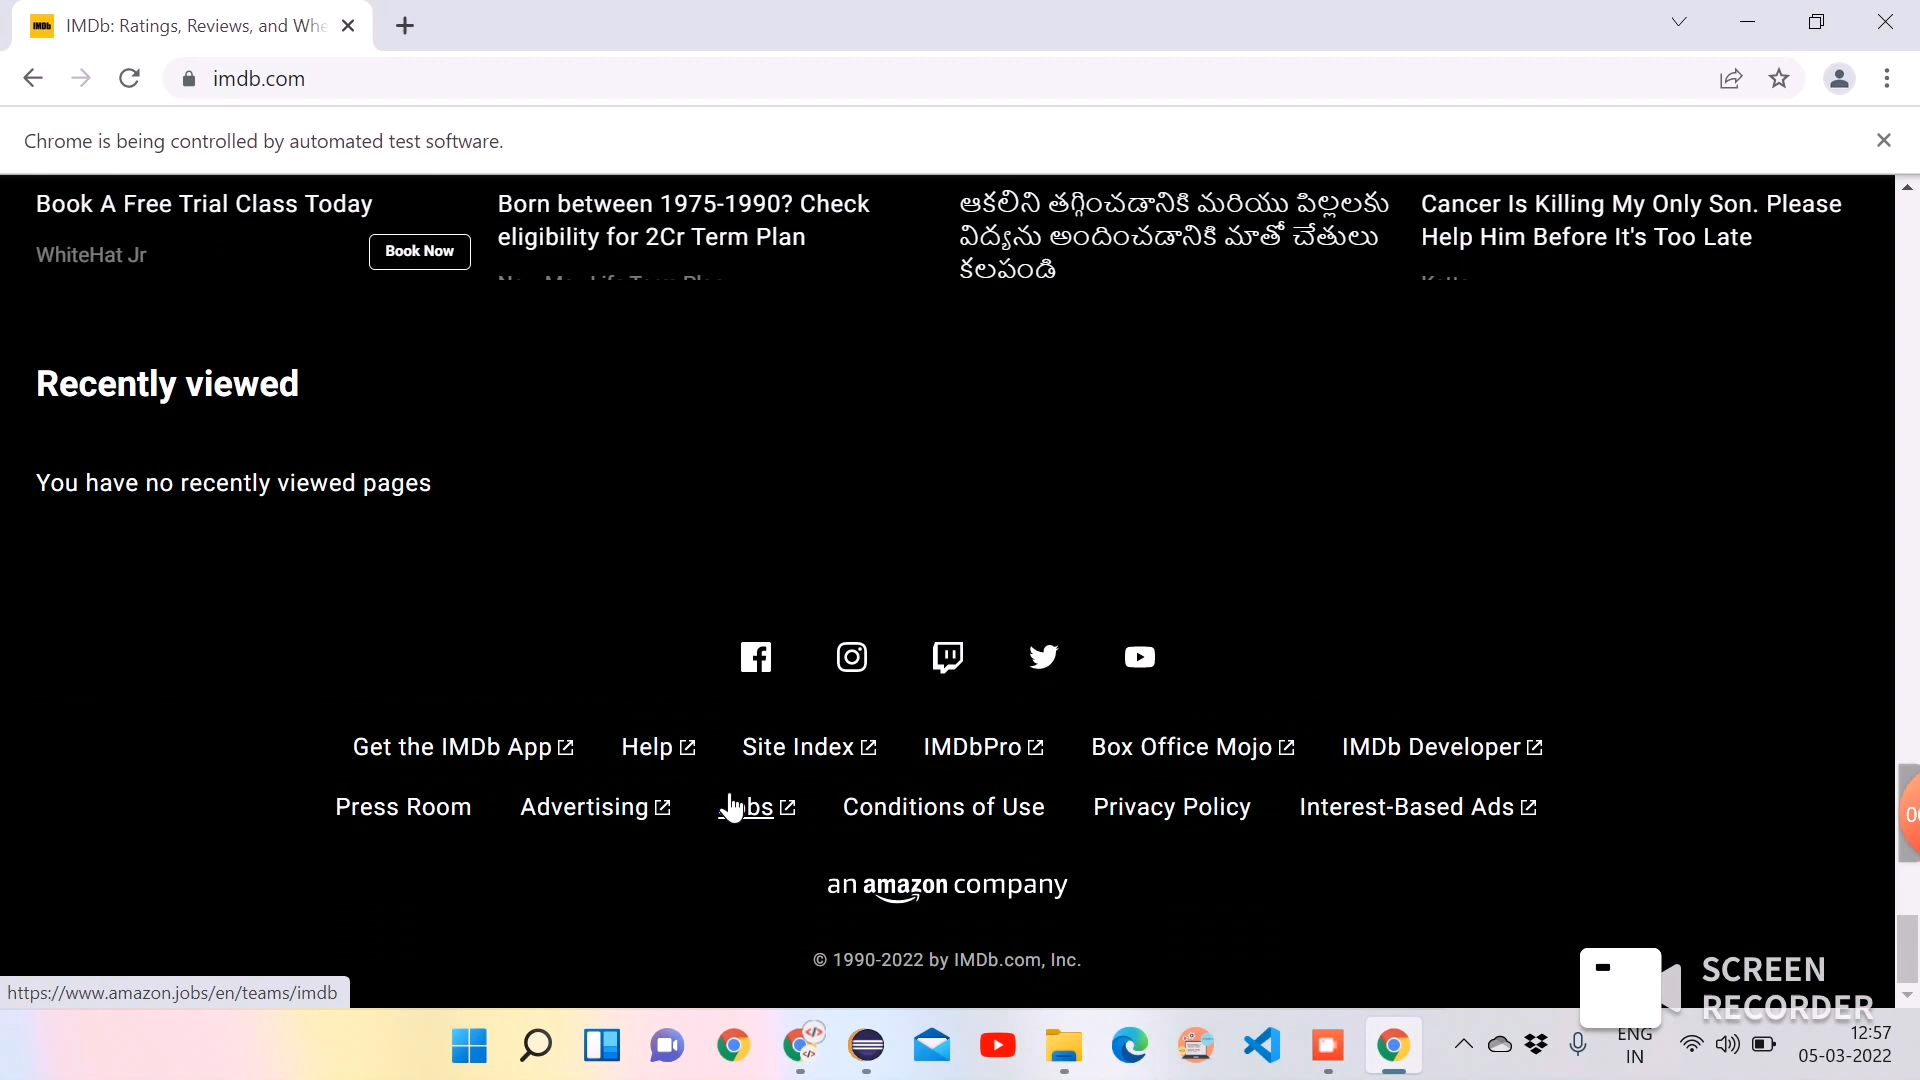 IMDb IMDb: Ratings, Reviews, and Whe
imdb.com
Chrome is being controlled by automated test software.
Book A Free Trial Class Today
WhiteHat Jr
Book Now
Born between 1975-1990? Check
eligibility for 2Cr Term Plan
ఆకలిని తగ్గించడానికి మరియు పిల్లలకు
విద్యను అందించడానికి మాతో చేతులు
కలపండి
Cancer Is Killing My Only Son. Please
Help Him Before It's Too Late
Recently viewed
You have no recently viewed pages
Get the IMDb App Help Site Index IMDbPro Box Office Mojo IMDb Developer
Press Room Advertising Jobs Conditions of Use Privacy Policy Interest-Based Ads
an amazon company
© 1990-2022 by IMDb.com, Inc.
https://www.amazon.jobs/en/teams/imdb
SCREEN
RECORDER
ENG
IN
12:57
05-03-2022